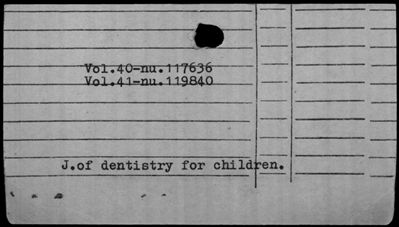 Vol.40-nu.117636
Vol.41-nu.119840
J.of dentistry for children.